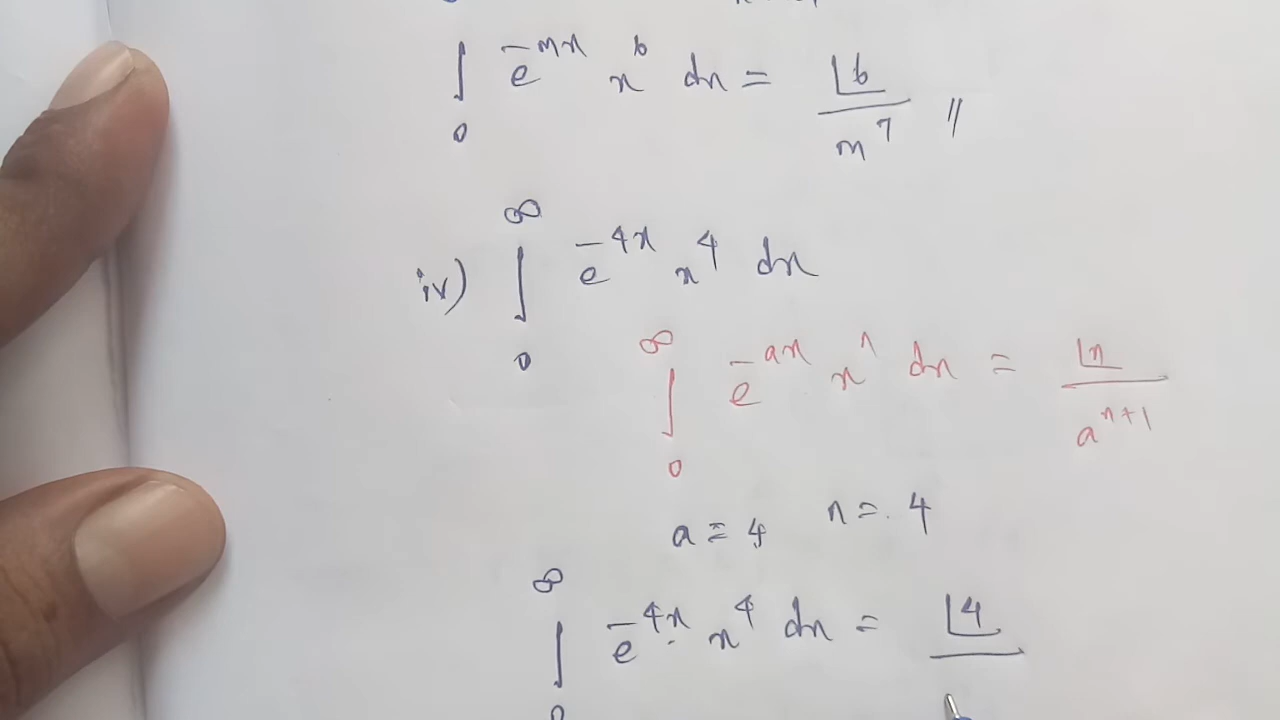 ∫₀ e^{-mx} x^6 dx = ⌊6 / m^7 //
iv) ∫₀^∞ e^{-4x} x^4 dx
∫₀^∞ e^{-ax} x^n dx = ⌊n / a^{n+1}
a = 4 n = 4
∫₀^∞ e^{-4x} x^4 dx = ⌊4